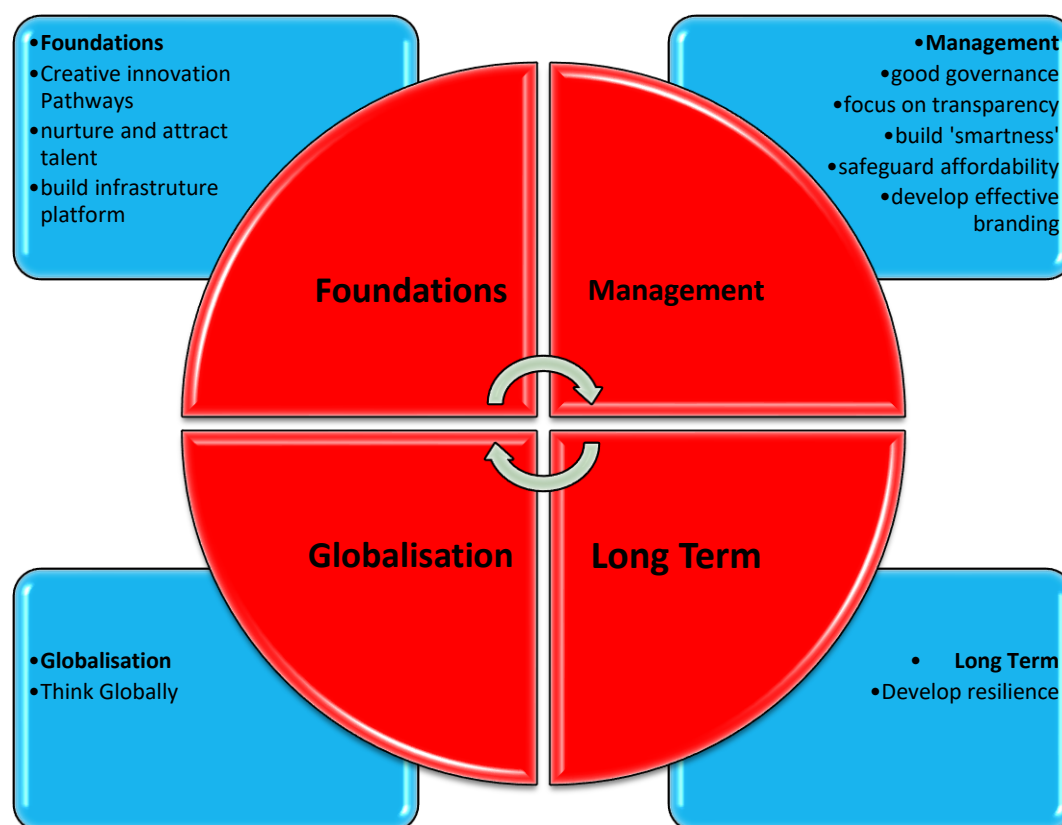 •Foundations
•Creative innovation
Pathways
•nurture and attract
talent
•build infrastruture
platform
•Management
•good governance
•focus on transparency
•build 'smartness'
•safeguard affordability
•develop effective
branding
Foundations
Management
Globalisation
Long Term
•Globalisation
•Think Globally
• Long Term
•Develop resilience